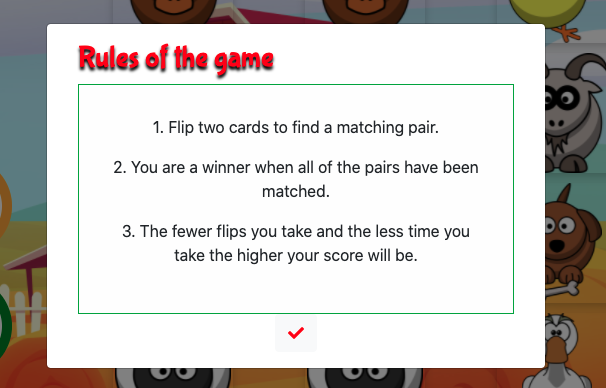 Rules of the game
1. Flip two cards to find a matching pair.
2. You are a winner when all of the pairs have been
matched.
3. The fewer flips you take and the less time you
take the higher your score will be.